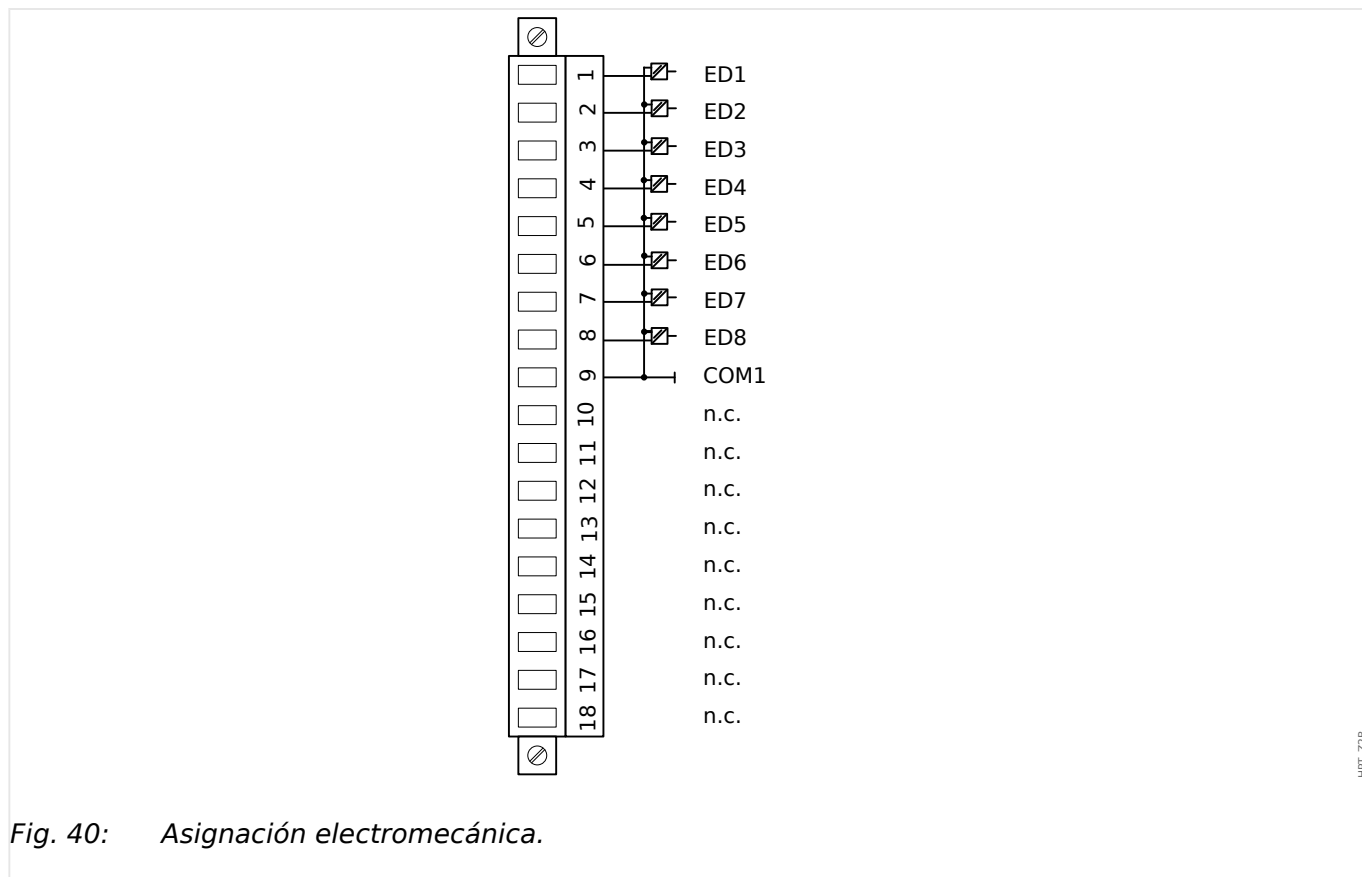 1 ED1
2 ED2
3 ED3
4 ED4
5 ED5
6 ED6
7 ED7
8 ED8
9 COM1
10 n.c.
11 n.c.
12 n.c.
13 n.c.
14 n.c.
15 n.c.
16 n.c.
17 n.c.
18 n.c.
Fig. 40: Asignación electromecánica.